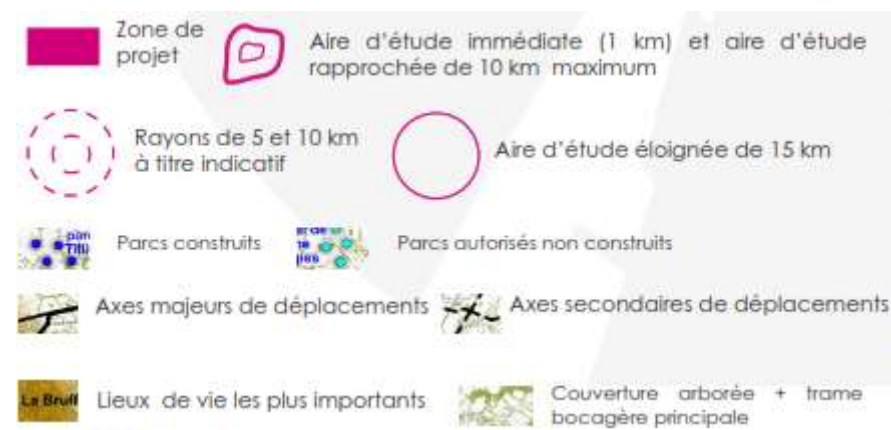 Zone de
projet
Aire d'étude immédiate (1 km) et aire d'étude
rapprochée de 10 km maximum
Rayons de 5 et 10 km
à titre indicatif
Aire d'étude éloignée de 15 km
Parcs construits
Parcs autorisés non construits
Axes majeurs de déplacements
Axes secondaires de déplacements
La Bruff
Lieux de vie les plus importants
Couverture arborée + trame
bocagère principale